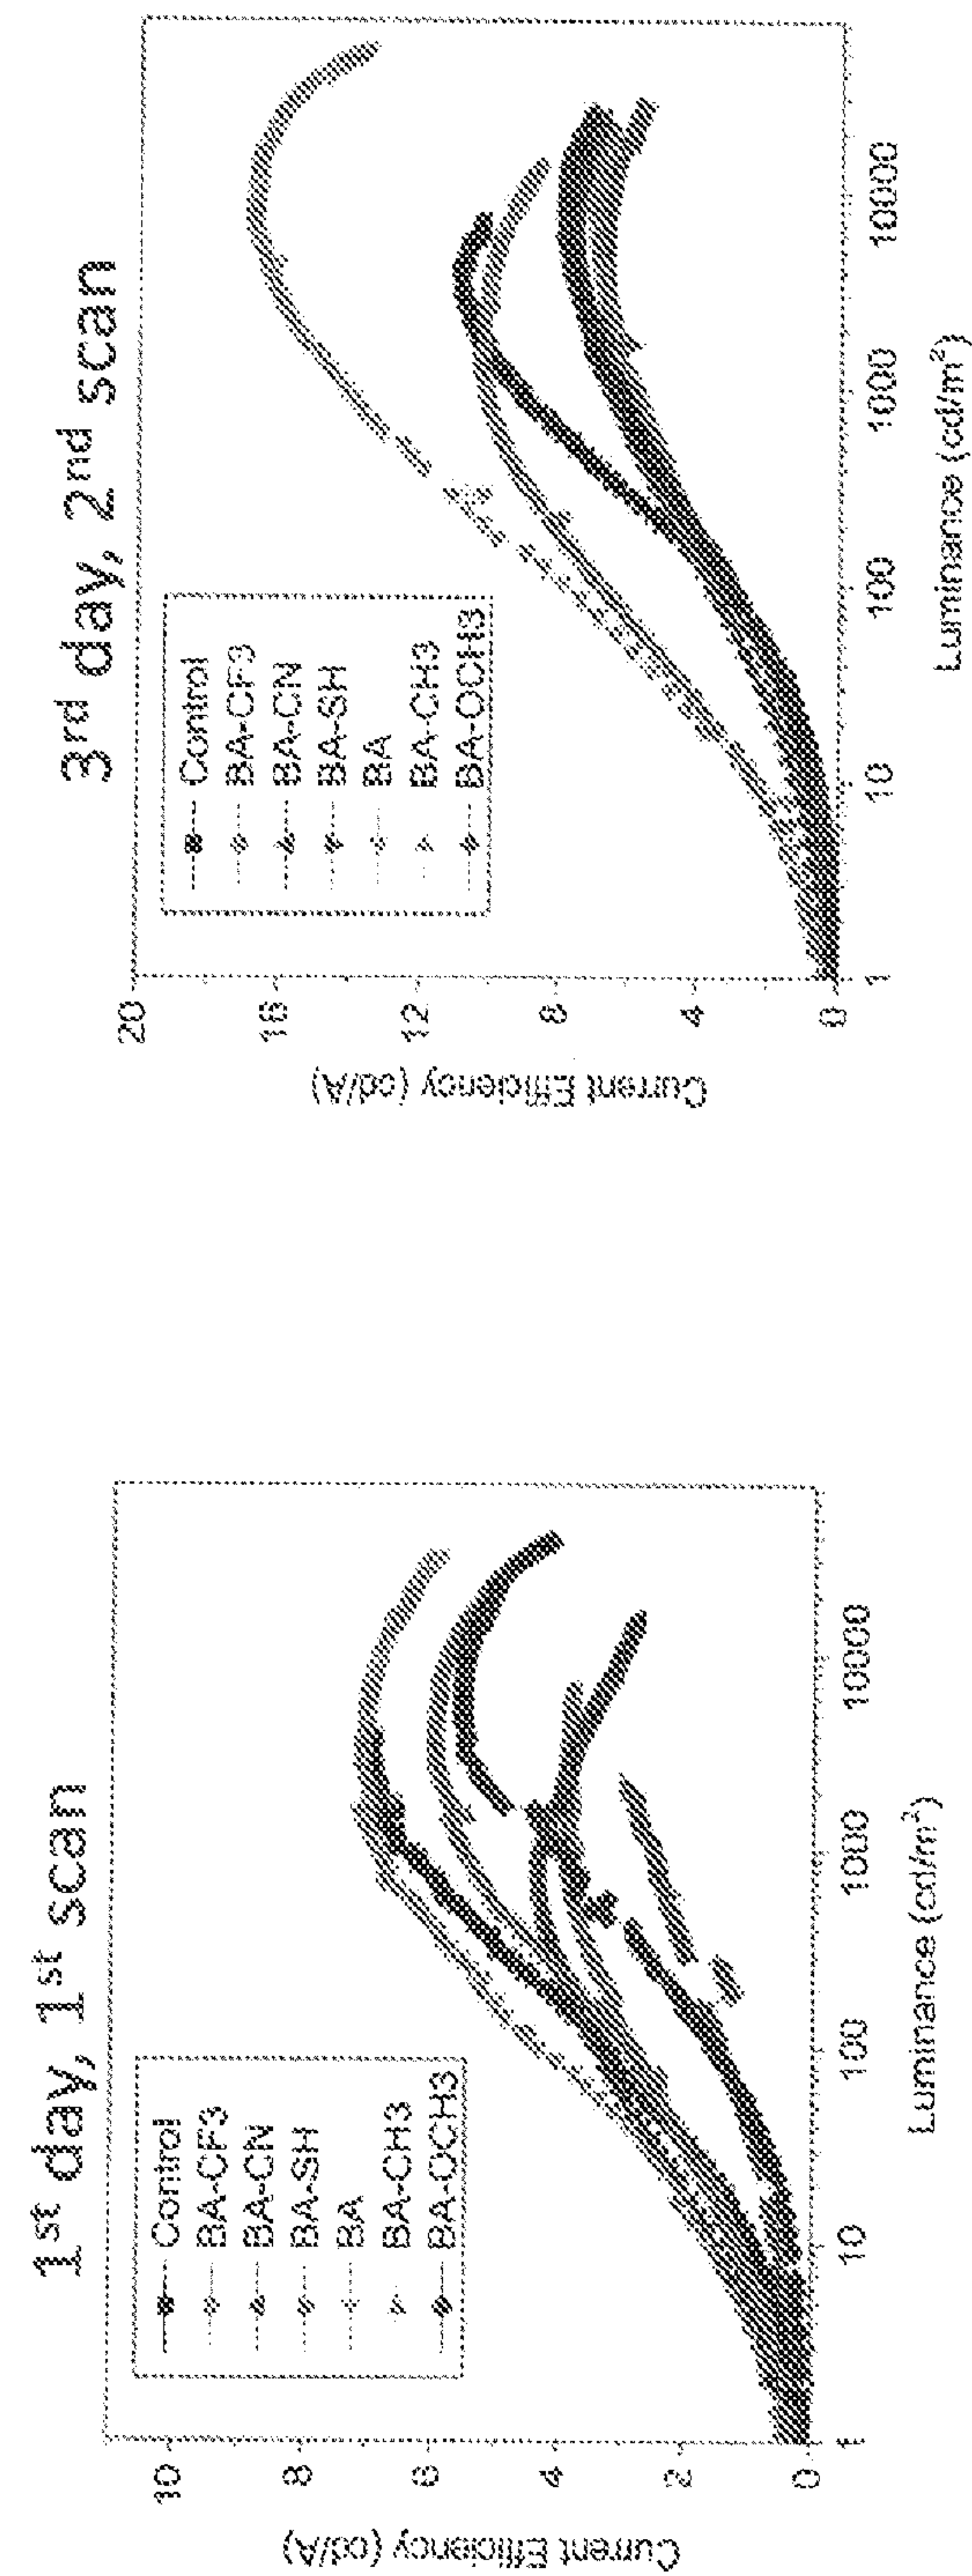 1st day, 1st scan
Control
BA-CF3
BA-CN
BA-SH
BA
BA-CH3
BA-OCH3
10
8
6
4
2
0
Current Efficiency (cd/A)
1
10
100
1000
10000
Luminance (cd/m²)
3rd day, 2nd scan
Control
BA-CF3
BA-CN
BA-SH
BA
BA-CH3
BA-OCH3
20
16
12
8
4
0
Current Efficiency (cd/A)
1
10
100
1000
10000
Luminance (cd/m²)